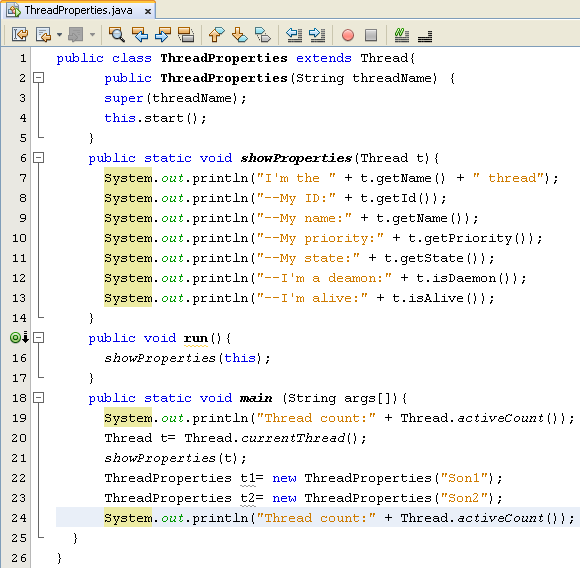 ThreadProperties.java x
1 public class ThreadProperties extends Thread{
2 public ThreadProperties(String threadName) {
3 super(threadName);
4 this.start();
5 }
6 public static void showProperties(Thread t){
7 System.out.println("I'm the " + t.getName() + " thread");
8 System.out.println("--My ID:" + t.getId());
9 System.out.println("--My name:" + t.getName());
10 System.out.println("--My priority:" + t.getPriority());
11 System.out.println("--My state:" + t.getState());
12 System.out.println("--I'm a deamon:" + t.isDaemon());
13 System.out.println("--I'm alive:" + t.isAlive());
14 }
public void run(){
16 showProperties(this);
17 }
18 public static void main (String args[]){
19 System.out.println("Thread count:" + Thread.activeCount());
20 Thread t= Thread.currentThread();
21 showProperties(t);
22 ThreadProperties t1= new ThreadProperties("Son1");
23 ThreadProperties t2= new ThreadProperties("Son2");
24 System.out.println("Thread count:" + Thread.activeCount());
25 }
26 }